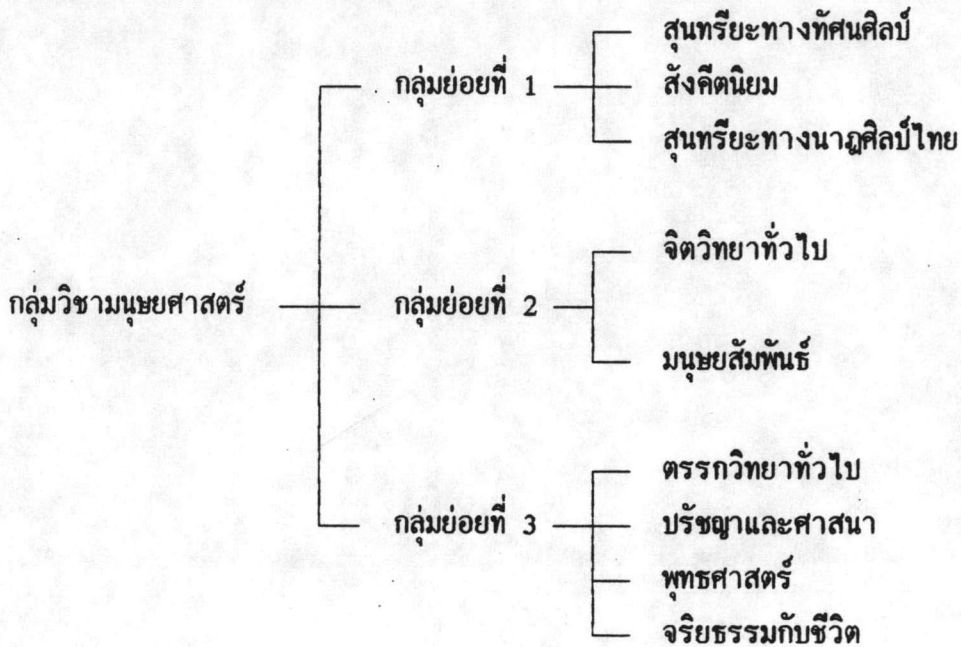 สุนทรียะทางทัศนศิลป์
กลุ่มย่อยที่ 1
สังคีตนิยม
สุนทรียะทางนาฏศิลป์ไทย
จิตวิทยาทั่วไป
กลุ่มวิชามนุษยศาสตร์
กลุ่มย่อยที่ 2
มนุษยสัมพันธ์
ตรรกวิทยาทั่วไป
กลุ่มย่อยที่ 3
ปรัชญาและศาสนา
พุทธศาสตร์
จริยธรรมกับชีวิต